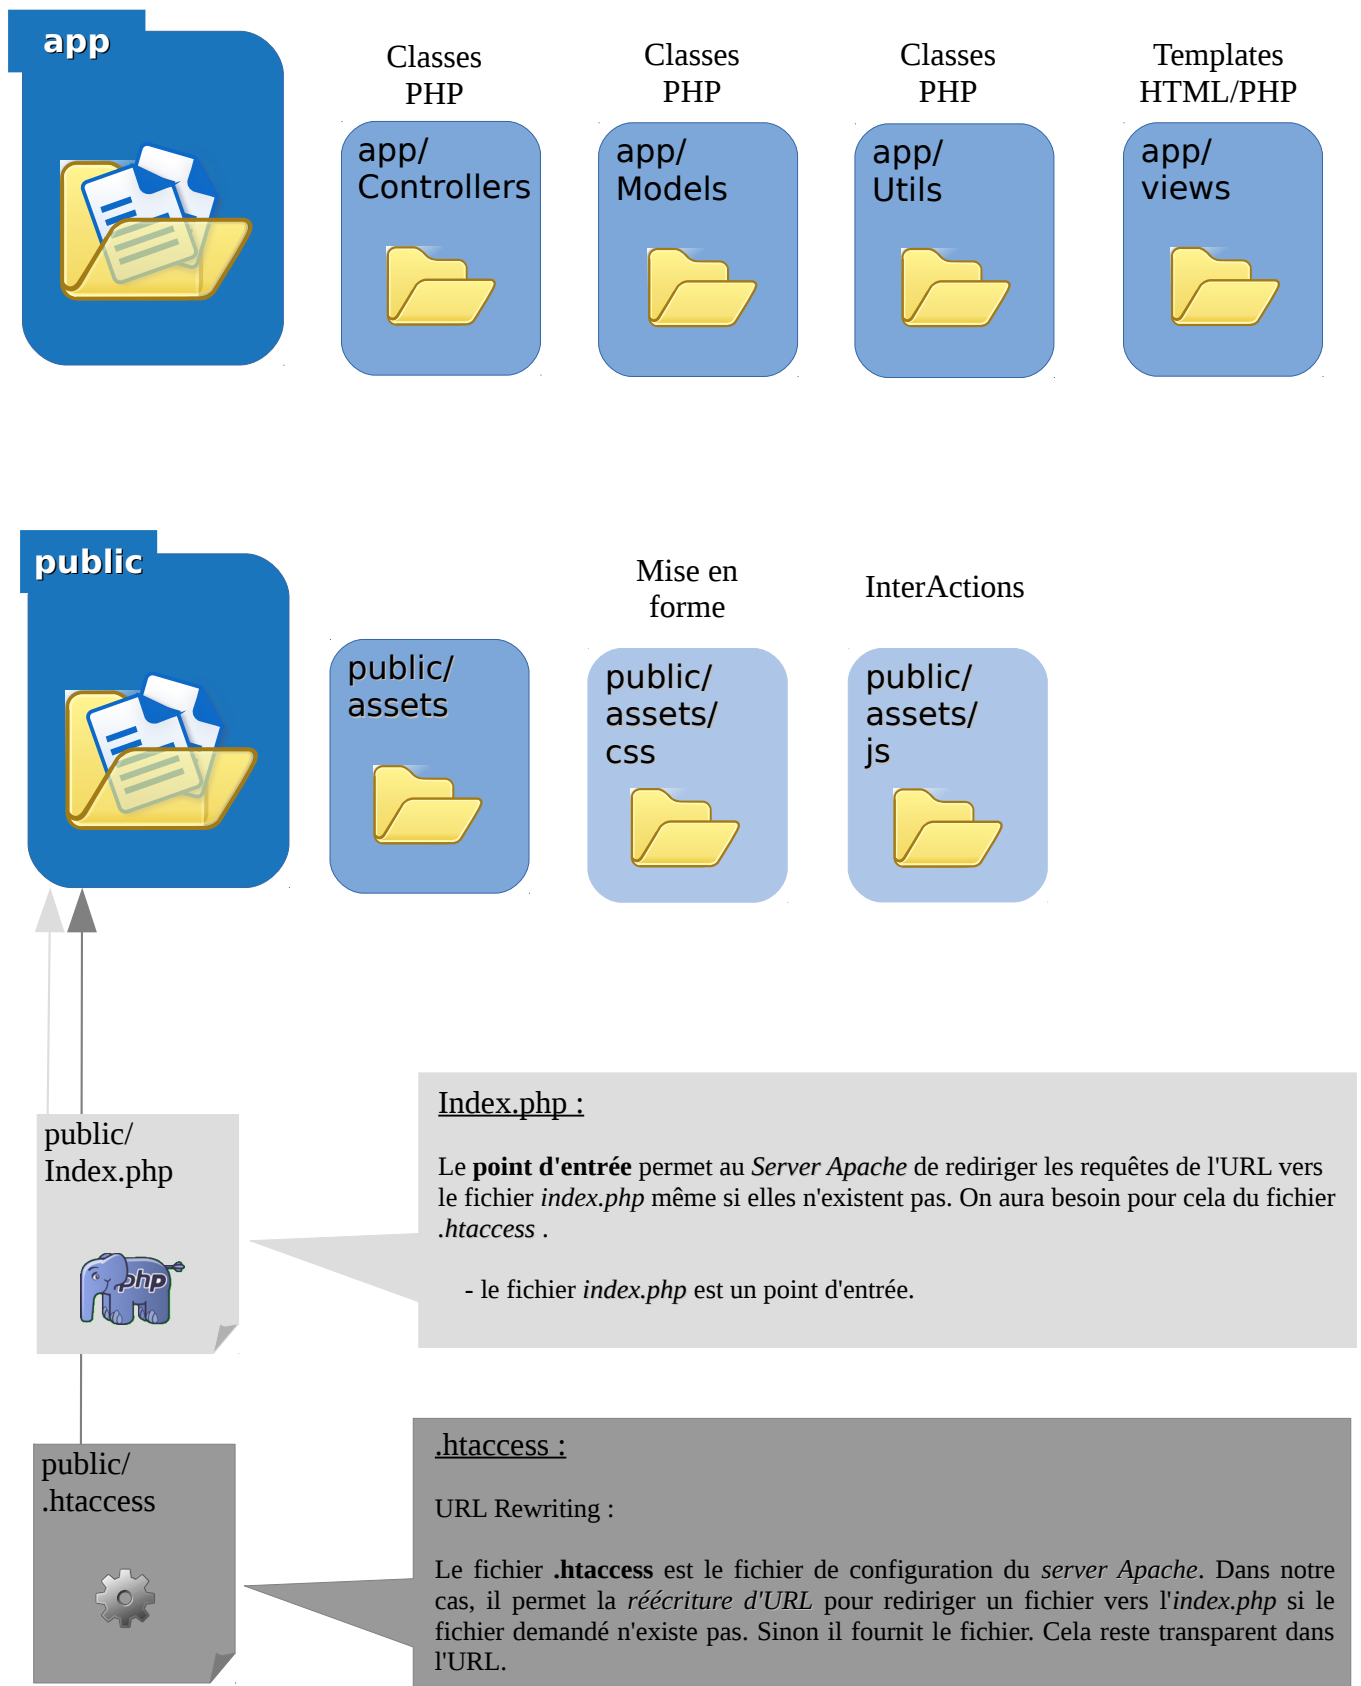 app
Classes
PHP
app/
Controllers
Classes
PHP
app/
Models
Classes
PHP
app/
Utils
Templates
HTML/PHP
app/
views
public
public/
assets
Mise en
forme
public/
assets/
css
InterActions
public/
assets/
js
public/
Index.php
php
Index.php :
Le point d'entrée permet au Server Apache de rediriger les requêtes de l'URL vers
le fichier index.php même si elles n'existent pas. On aura besoin pour cela du fichier
.htaccess .
- le fichier index.php est un point d'entrée.
public/
.htaccess
.htaccess :
URL Rewriting :
Le fichier .htaccess est le fichier de configuration du server Apache. Dans notre
cas, il permet la réécriture d'URL pour rediriger un fichier vers l'index.php si le
fichier demandé n'existe pas. Sinon il fournit le fichier. Cela reste transparent dans
l'URL.